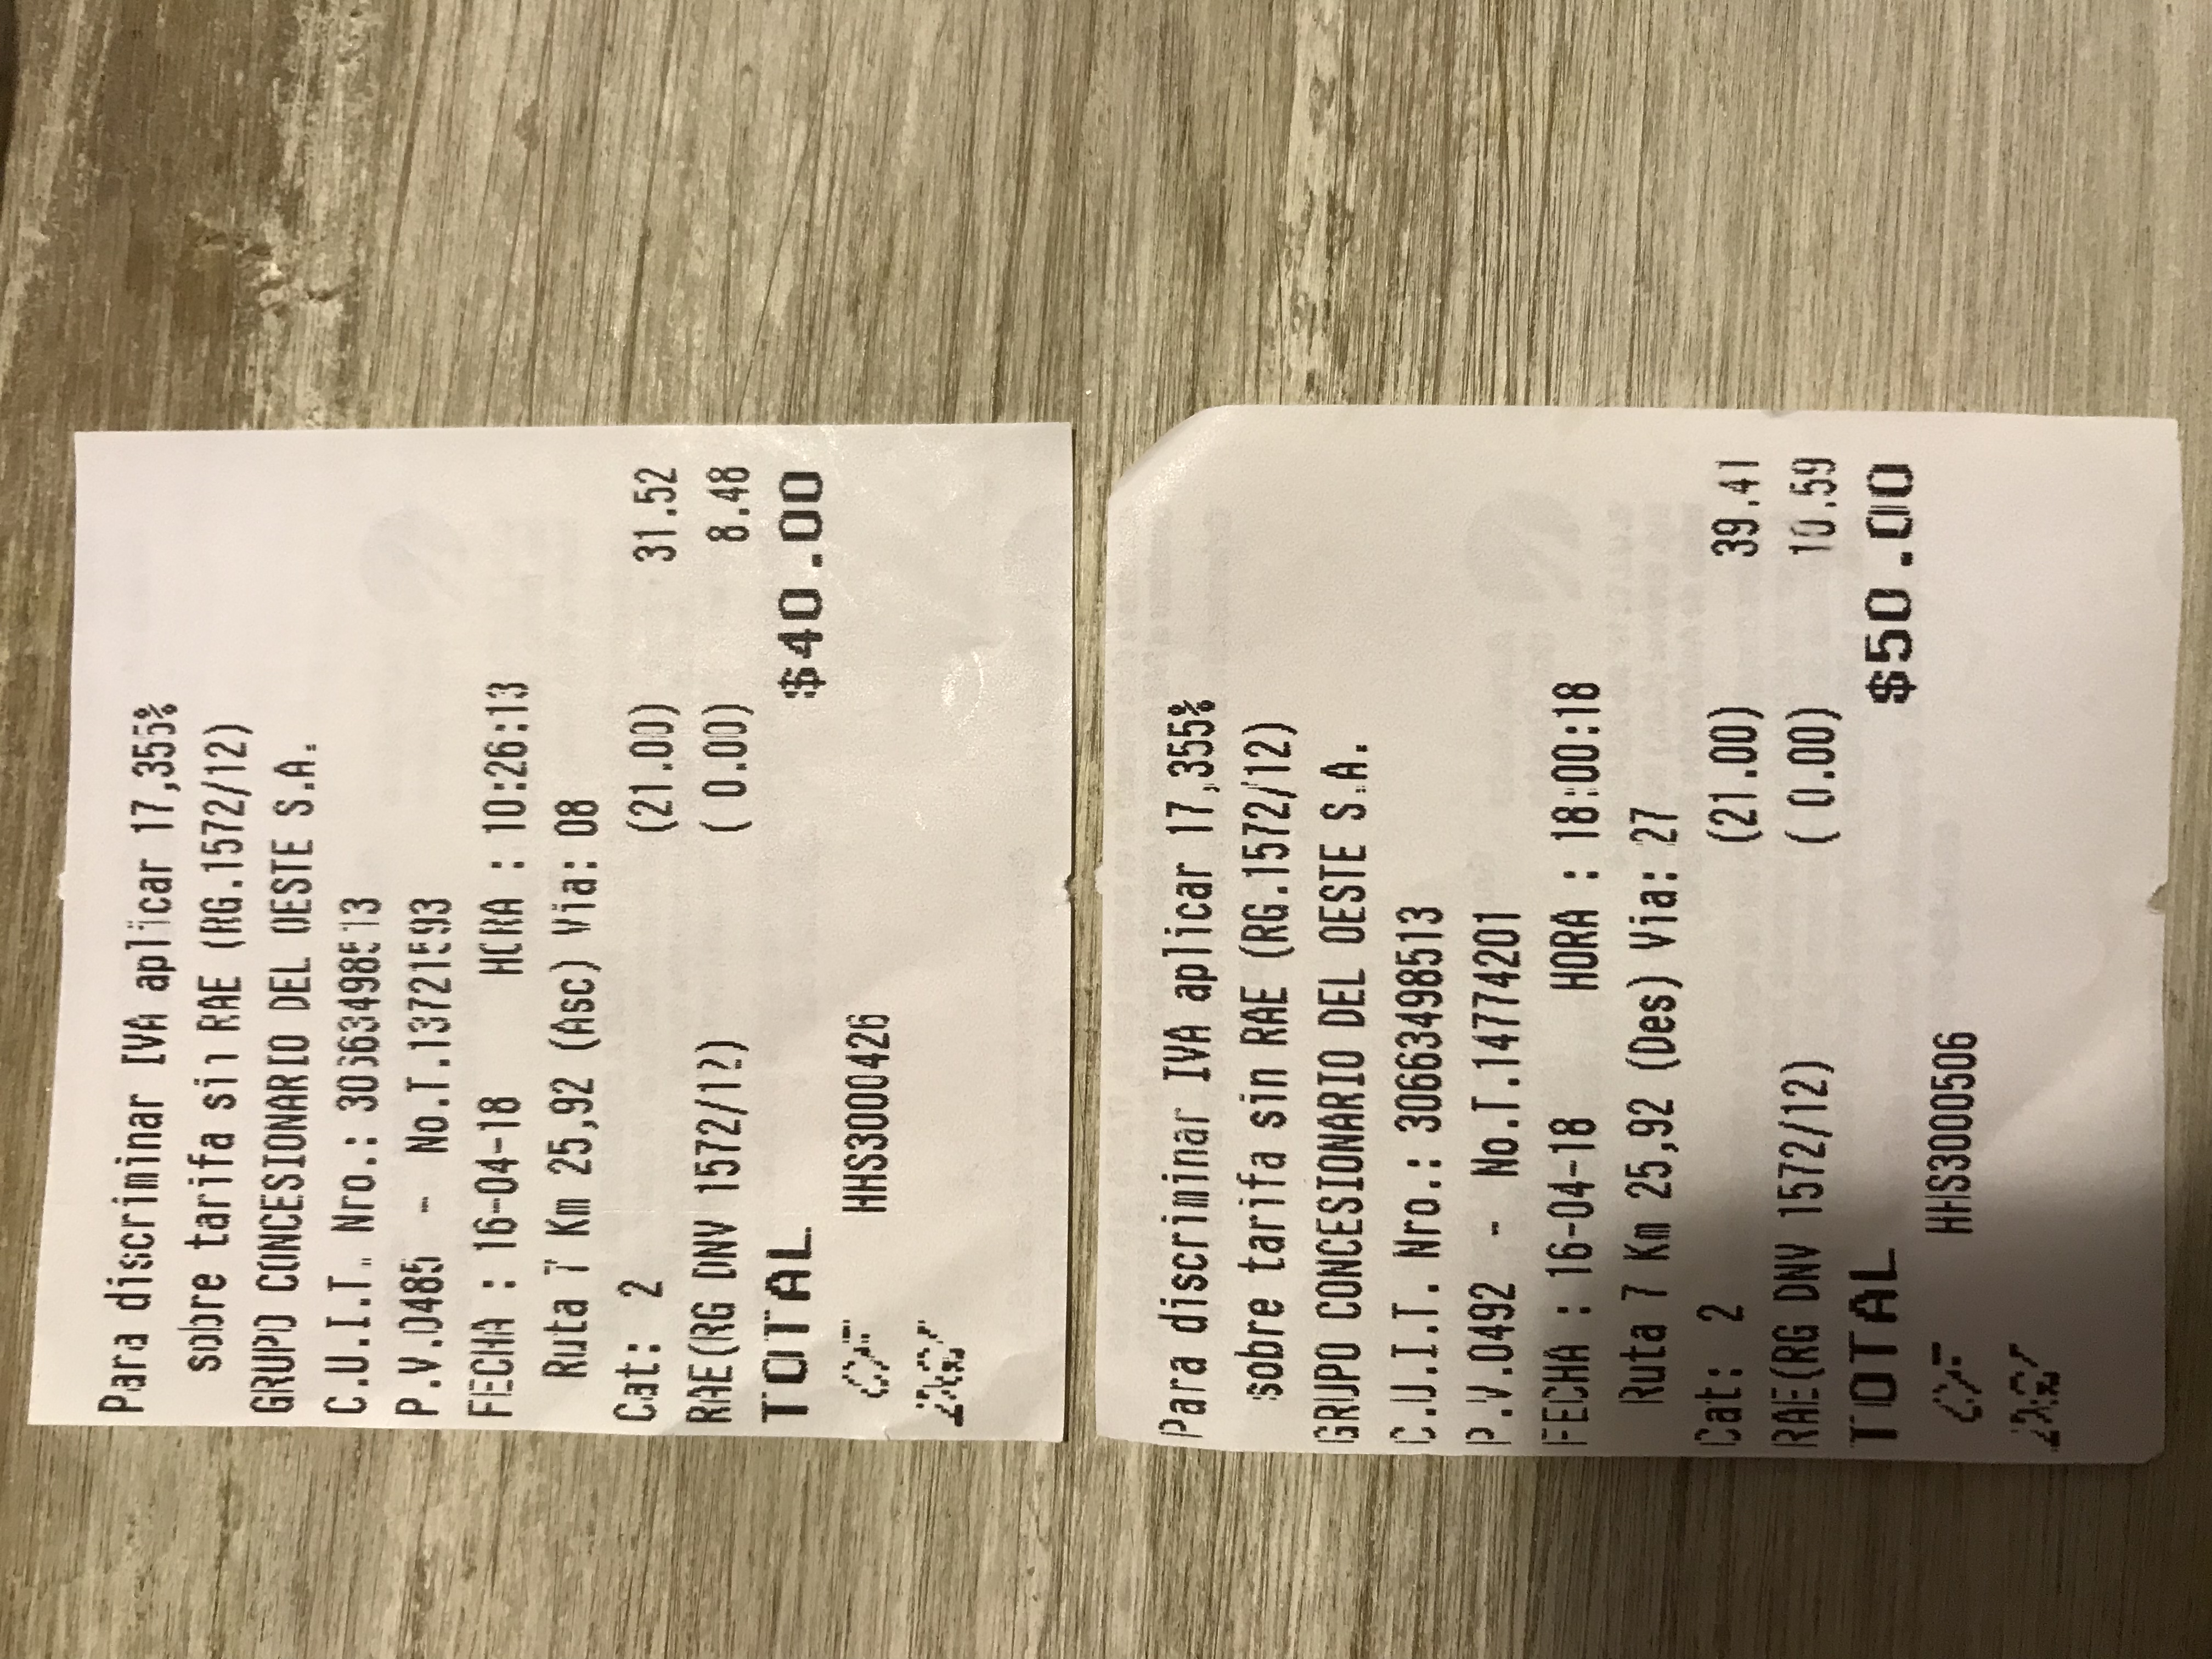 Para discriminar IVA aplicar 17,355%
sobre tarifa sin RAE (RG.1572/12)
GRUPO CONCESIONARIO DEL OESTE S.A.
C.U.I.T. Nro.: 30663498513
P.V.0485 - No.T.13721593
FECHA : 16-04-18 HORA : 10:26:13
Ruta 7 Km 25,92 (Asc) Via: 08
Cat: 2 (21.00) 31.52
RAE(RG DNV 1572/12) ( 0.00) 8.48
TOTAL $40.00
CF HHS3000426
Para discriminar IVA aplicar 17,355%
sobre tarifa sin RAE (RG.1572/12)
GRUPO CONCESIONARIO DEL OESTE S.A.
C.U.I.T. Nro.: 30663498513
P.V.0492 - No.T.14774201
FECHA : 16-04-18 HORA : 18:00:18
Ruta 7 Km 25,92 (Des) Via: 27
Cat: 2 (21.00) 39.41
RAE(RG DNV 1572/12) ( 0.00) 10.59
TOTAL $50.00
CF HHS3000506